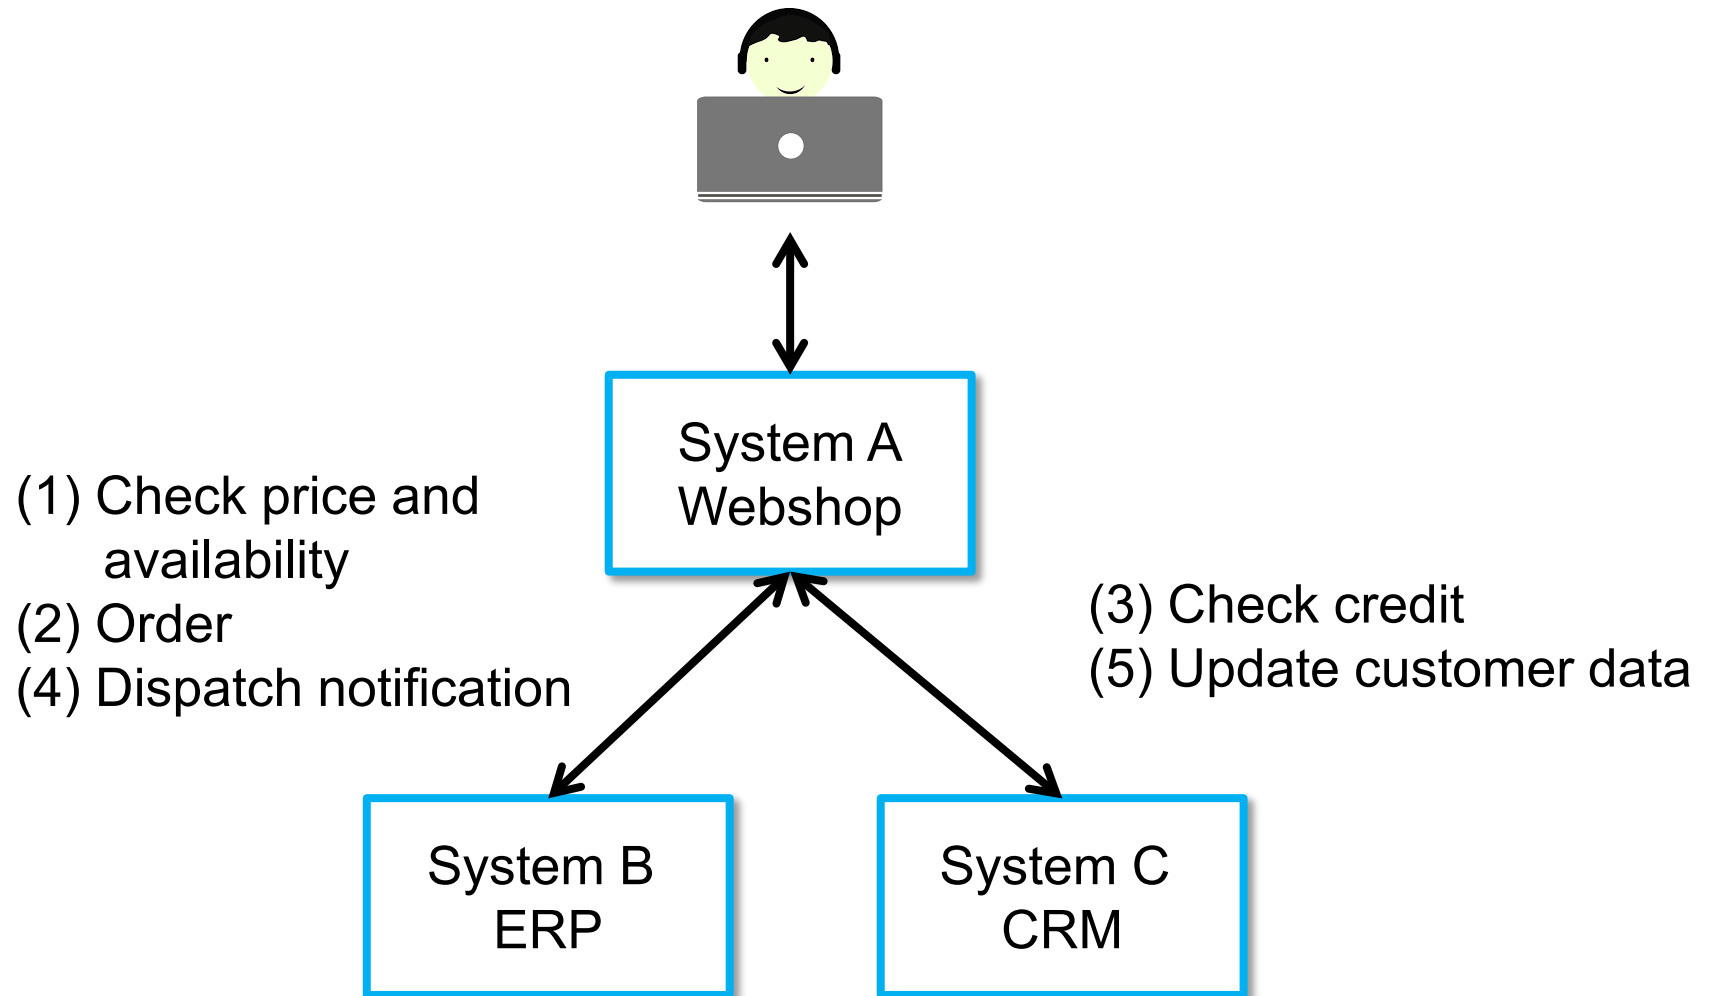 System A
Webshop
(1) Check price and
availability
(2) Order
(4) Dispatch notification
(3) Check credit
(5) Update customer data
System B
ERP
System C
CRM